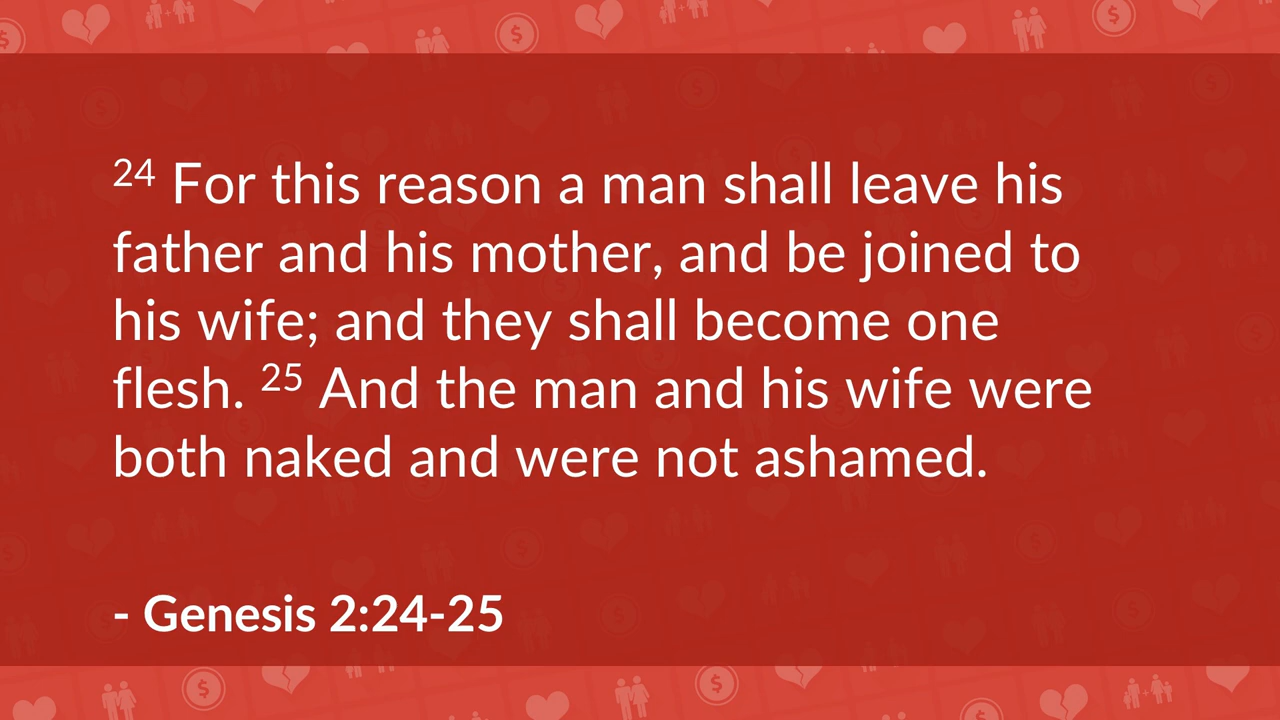 24 For this reason a man shall leave his
father and his mother, and be joined to
his wife; and they shall become one
flesh. 25 And the man and his wife were
both naked and were not ashamed.
- Genesis 2:24-25